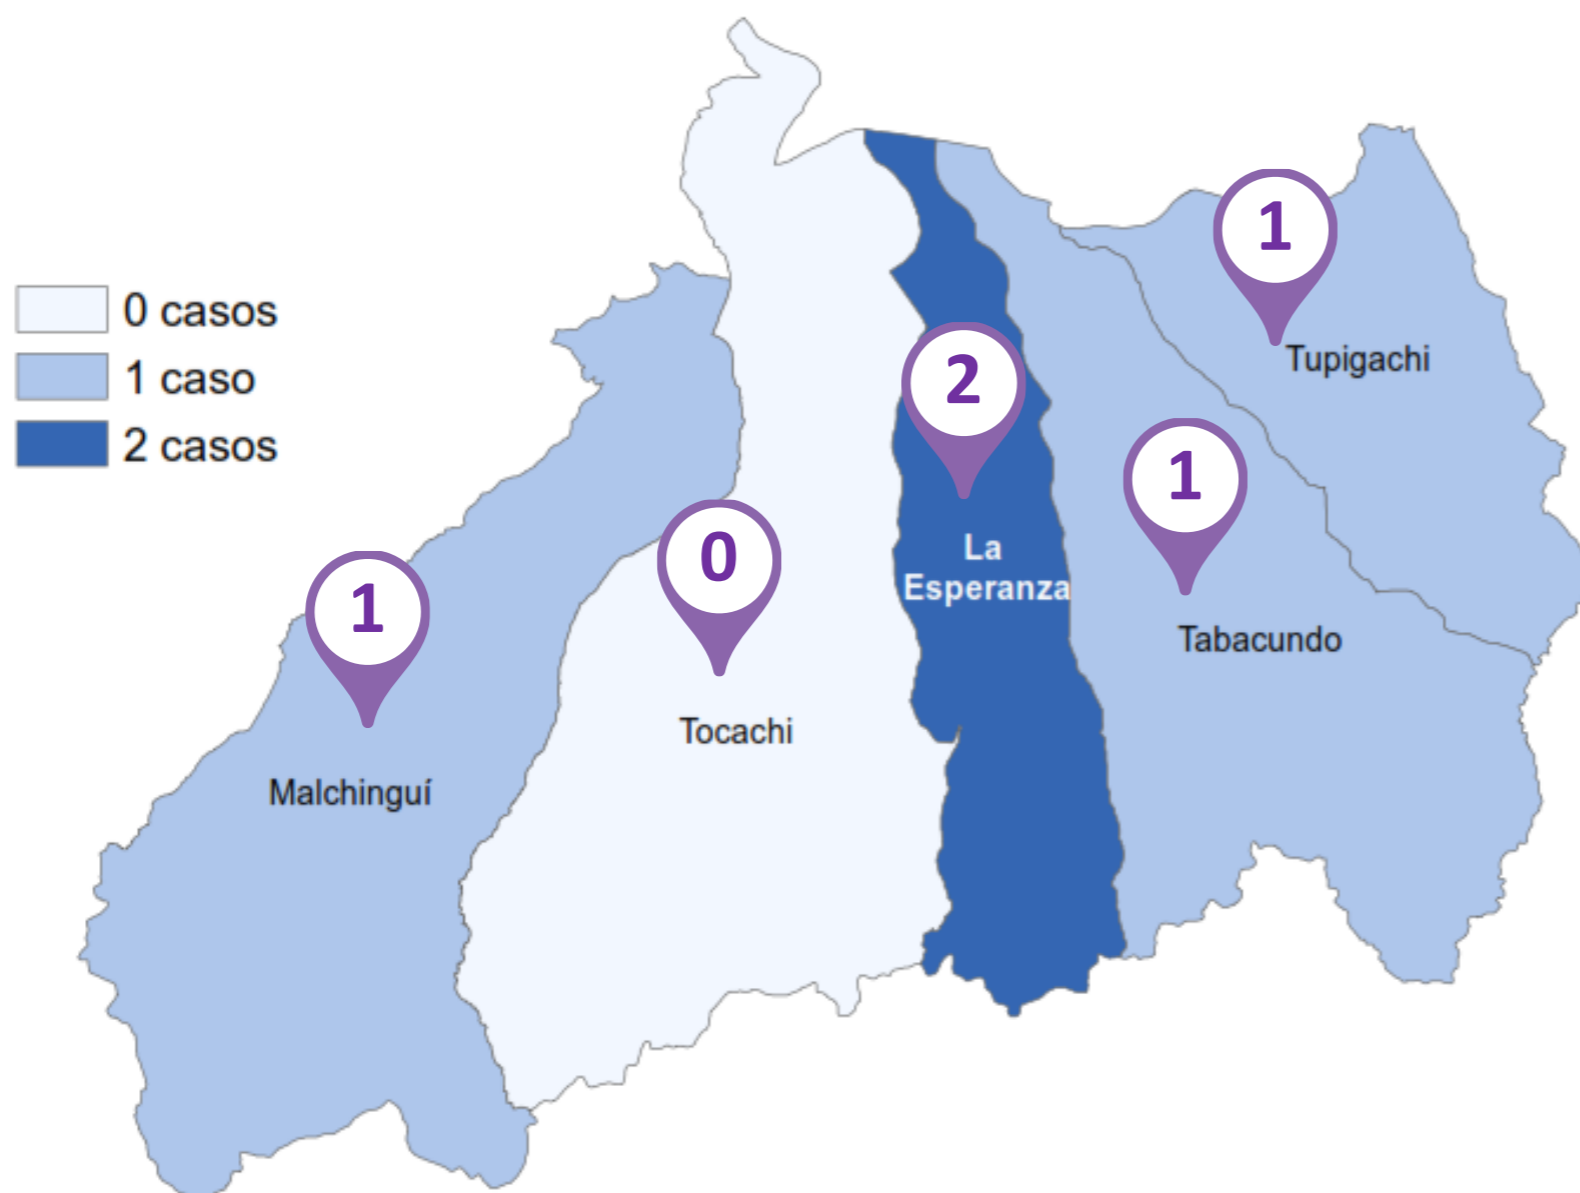 0 casos
1 caso
2 casos
1
Tupigachi
2
La
Esperanza
1
Tabacundo
0
Tocachi
1
Malchinguí